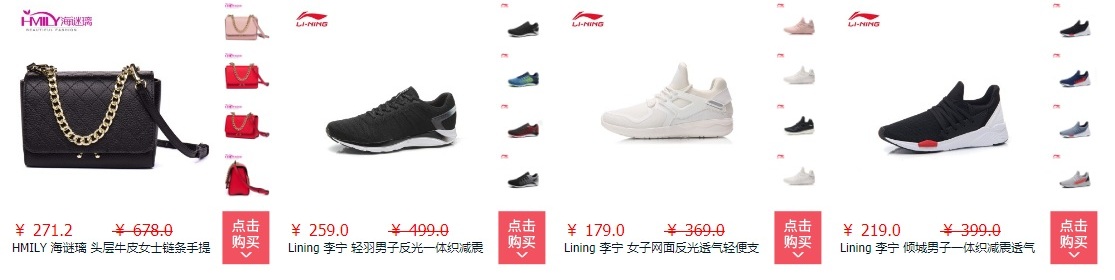 HMILY 海谜璃
BEAUTIFUL FASHION
LI-NING
LI-NING
LI-NING
¥ 271.2 ¥ 678.0
HMILY 海谜璃 头层牛皮女士链条手提
点击
购买
¥ 259.0 ¥ 499.0
Lining 李宁 轻羽男子反光一体织减震
点击
购买
¥ 179.0 ¥ 369.0
Lining 李宁 女子网面反光透气轻便支
点击
购买
¥ 219.0 ¥ 399.0
Lining 李宁 倾域男子一体织减震透气
点击
购买